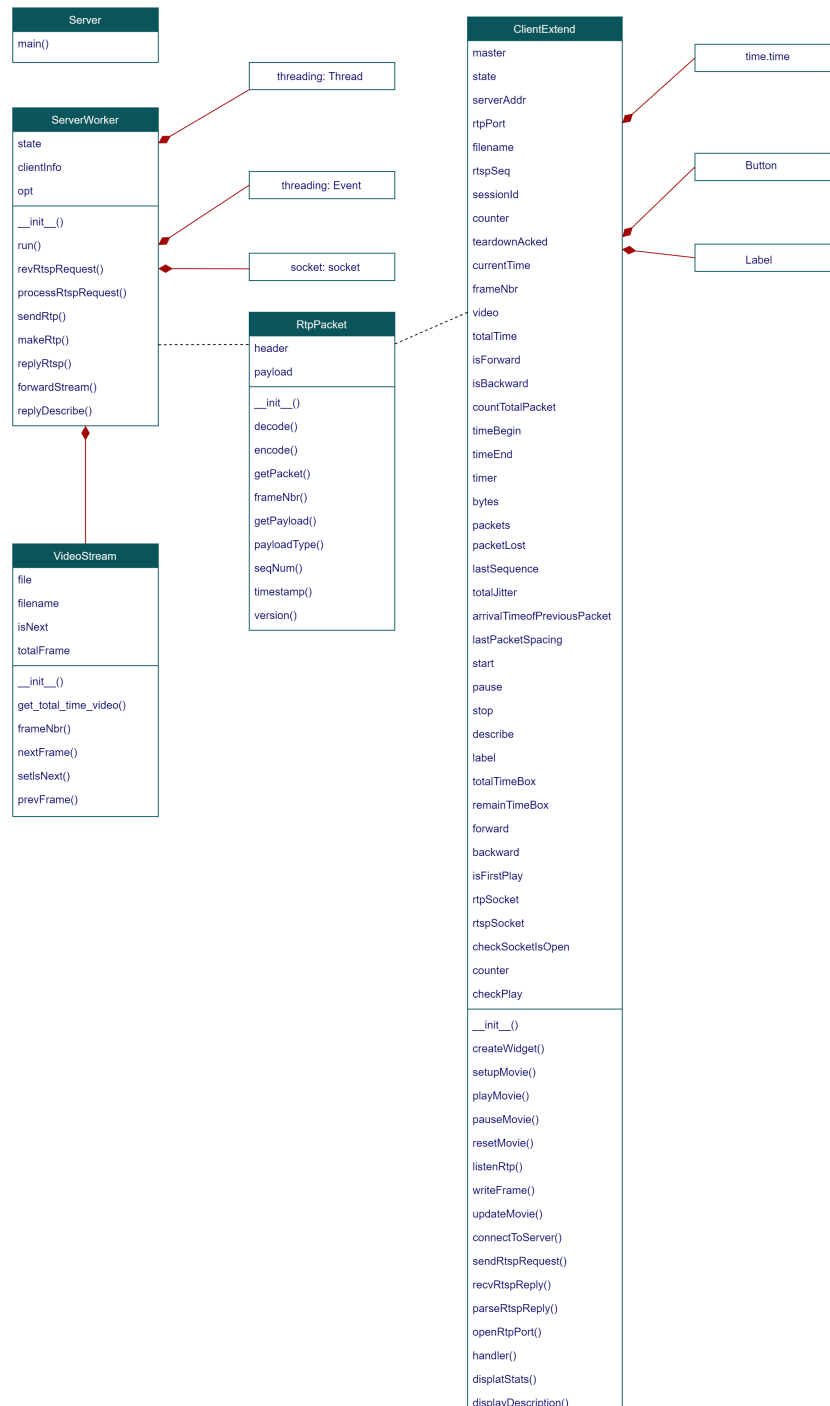 Server
main()
ServerWorker
state
clientInfo
opt
__init__()
run()
revRtspRequest()
processRtspRequest()
sendRtp()
makeRtp()
replyRtsp()
forwardStream()
replyDescribe()
VideoStream
file
filename
isNext
totalFrame
__init__()
get_total_time_video()
frameNbr()
nextFrame()
setIsNext()
prevFrame()
threading: Thread
threading: Event
socket: socket
RtpPacket
header
payload
__init__()
decode()
encode()
getPacket()
frameNbr()
getPayload()
payloadType()
seqNum()
timestamp()
version()
ClientExtend
master
state
serverAddr
rtpPort
filename
rtspSeq
sessionId
counter
teardownAcked
currentTime
frameNbr
video
totalTime
isForward
isBackward
countTotalPacket
timeBegin
timeEnd
timer
bytes
packets
packetLost
lastSequence
totalJitter
arrivalTimeofPreviousPacket
lastPacketSpacing
start
pause
stop
describe
label
totalTimeBox
remainTimeBox
forward
backward
isFirstPlay
rtpSocket
rtspSocket
checkSocketIsOpen
counter
checkPlay
__init__()
createWidget()
setupMovie()
playMovie()
pauseMovie()
resetMovie()
listenRtp()
writeFrame()
updateMovie()
connectToServer()
sendRtspRequest()
recvRtspReply()
parseRtspReply()
openRtpPort()
handler()
displatStats()
displayDescription()
time.time
Button
Label